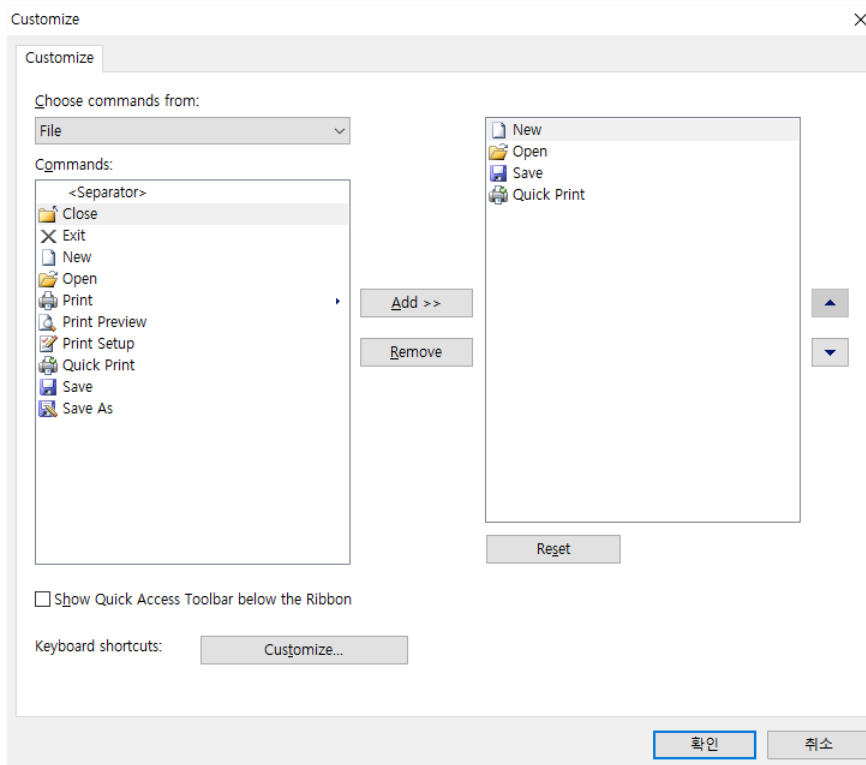 Customize
Customize
Choose commands from:
File
Commands:
<Separator>
Close
Exit
New
Open
Print
Print Preview
Print Setup
Quick Print
Save
Save As
Add >>
Remove
New
Open
Save
Quick Print
Reset
Show Quick Access Toolbar below the Ribbon
Keyboard shortcuts:
Customize...
확인
취소